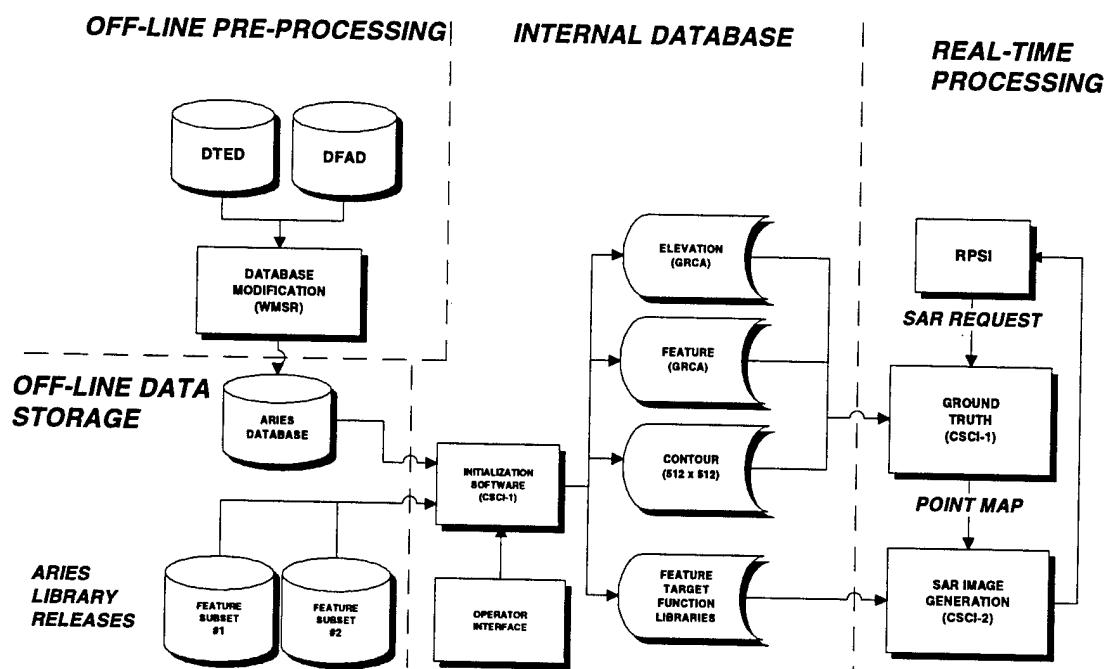 OFF-LINE PRE-PROCESSING
INTERNAL DATABASE
REAL-TIME
PROCESSING
DTED
DFAD
DATABASE
MODIFICATION
(WMSR)
OFF-LINE DATA
STORAGE
ARIES
DATABASE
ARIES
LIBRARY
RELEASES
FEATURE
SUBSET
#1
FEATURE
SUBSET
#2
INITIALIZATION
SOFTWARE
(CSCI-1)
OPERATOR
INTERFACE
ELEVATION
(GRCA)
FEATURE
(GRCA)
CONTOUR
(512 x 512)
FEATURE
TARGET
FUNCTION
LIBRARIES
RPSI
SAR REQUEST
GROUND
TRUTH
(CSCI-1)
POINT MAP
SAR IMAGE
GENERATION
(CSCI-2)